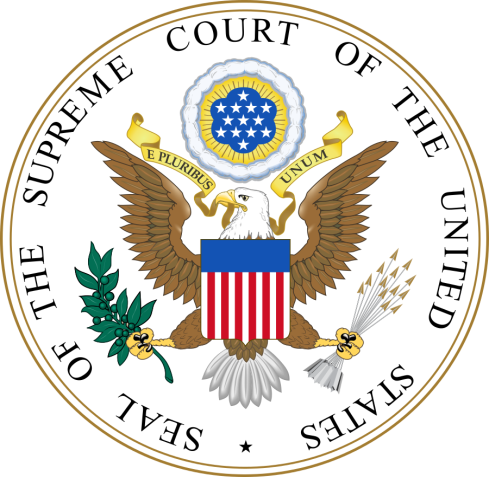 SEAL OF THE SUPREME COURT OF THE UNITED STATES
E PLURIBUS UNUM